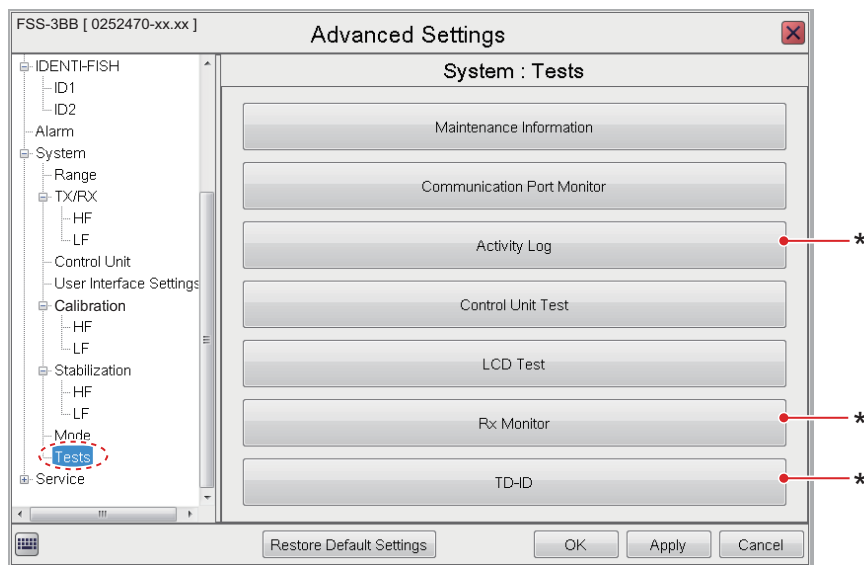 FSS-3BB [ 0252470-xx.xx ]
Advanced Settings
IDENTI-FISH
ID1
ID2
Alarm
System
Range
TX/RX
HF
LF
Control Unit
User Interface Settings
Calibration
HF
LF
Stabilization
HF
LF
Mode
Tests
Service
System : Tests
Maintenance Information
Communication Port Monitor
Activity Log *
Control Unit Test
LCD Test
Rx Monitor *
TD-ID *
Restore Default Settings OK Apply Cancel